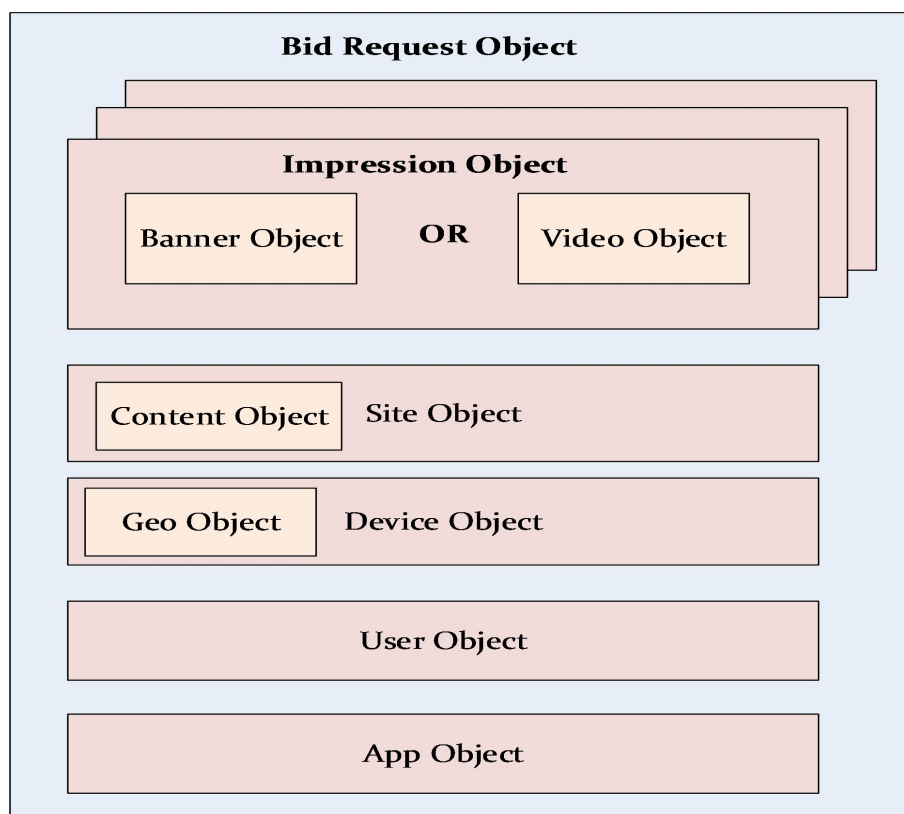 Bid Request Object
Impression Object
Banner Object OR Video Object
Content Object Site Object
Geo Object Device Object
User Object
App Object